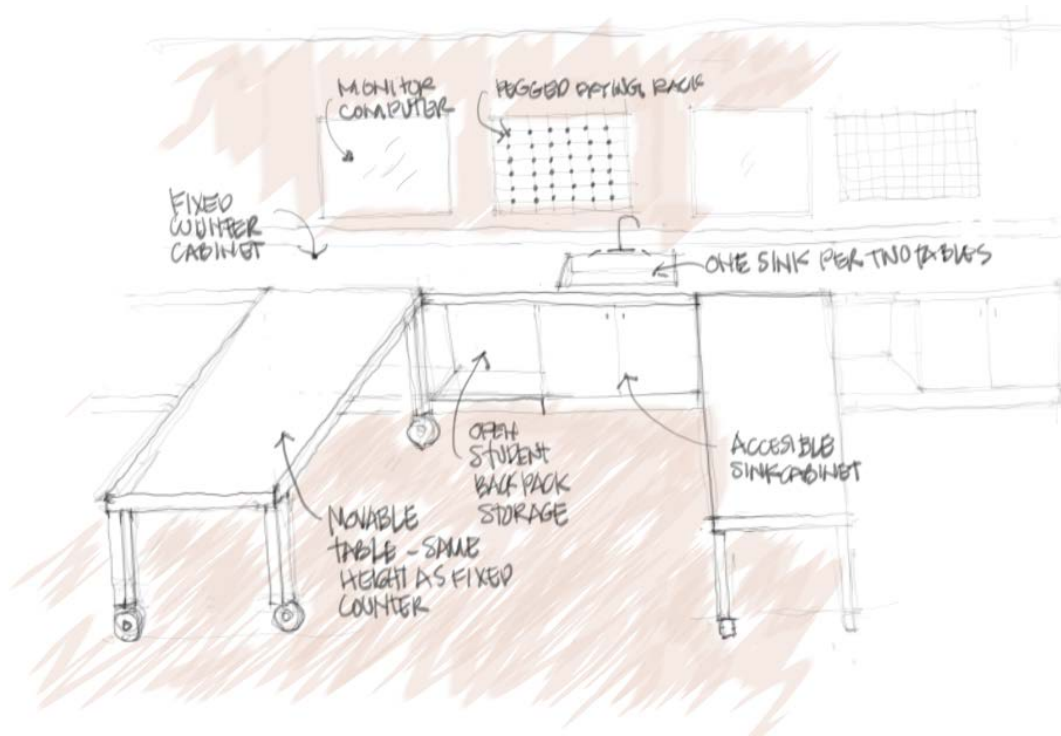 MONITOR
COMPUTER
PEGGED DRYING RACK
FIXED
COUNTER
CABINET
ONE SINK PER TWO TABLES
OPEN
STUDENT
BACKPACK
STORAGE
ACCESIBLE
SINK CABINET
MOVABLE
TABLE - SAME
HEIGHT AS FIXED
COUNTER